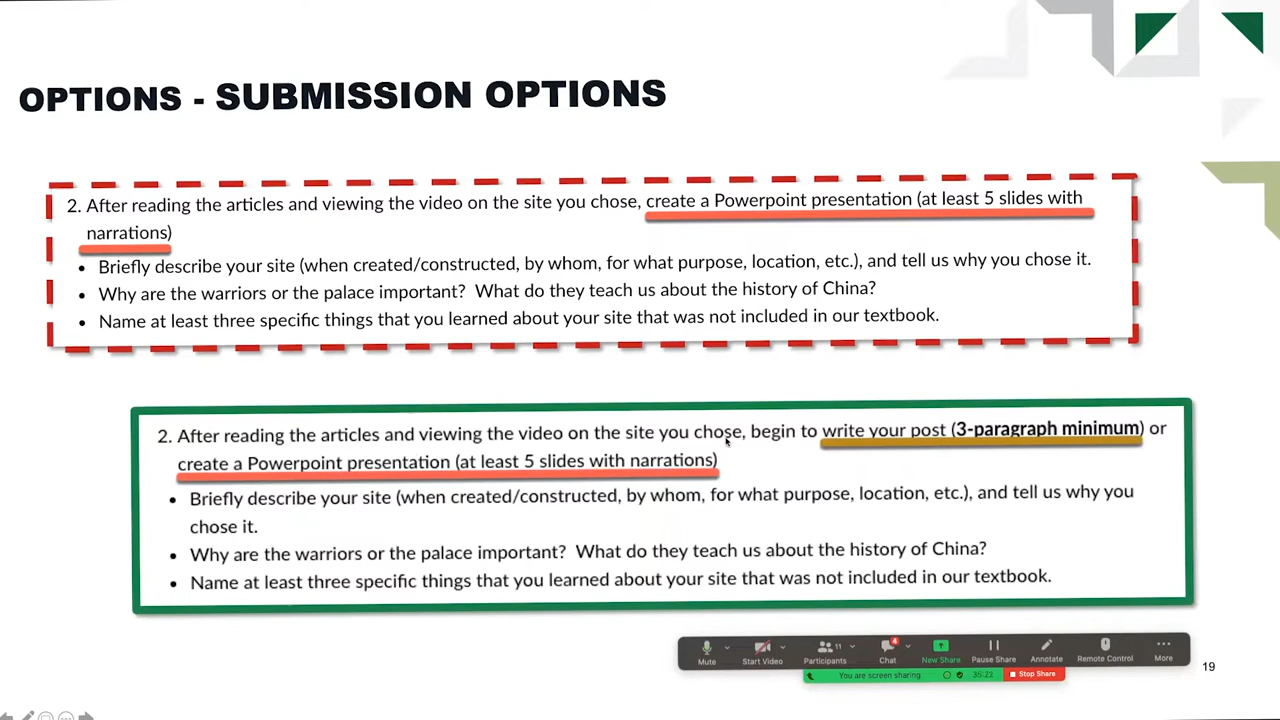 OPTIONS - SUBMISSION OPTIONS
2. After reading the articles and viewing the video on the site you chose, create a Powerpoint presentation (at least 5 slides with
narrations)
• Briefly describe your site (when created/constructed, by whom, for what purpose, location, etc.), and tell us why you chose it.
• Why are the warriors or the palace important? What do they teach us about the history of China?
• Name at least three specific things that you learned about your site that was not included in our textbook.
2. After reading the articles and viewing the video on the site you chose, begin to write your post (3-paragraph minimum) or
create a Powerpoint presentation (at least 5 slides with narrations)
• Briefly describe your site (when created/constructed, by whom, for what purpose, location, etc.), and tell us why you
chose it.
• Why are the warriors or the palace important? What do they teach us about the history of China?
• Name at least three specific things that you learned about your site that was not included in our textbook.
11 4
Mute Start Video Participants Chat New Share Pause Share Annotate Remote Control More
You are screen sharing 35:22 Stop Share
19